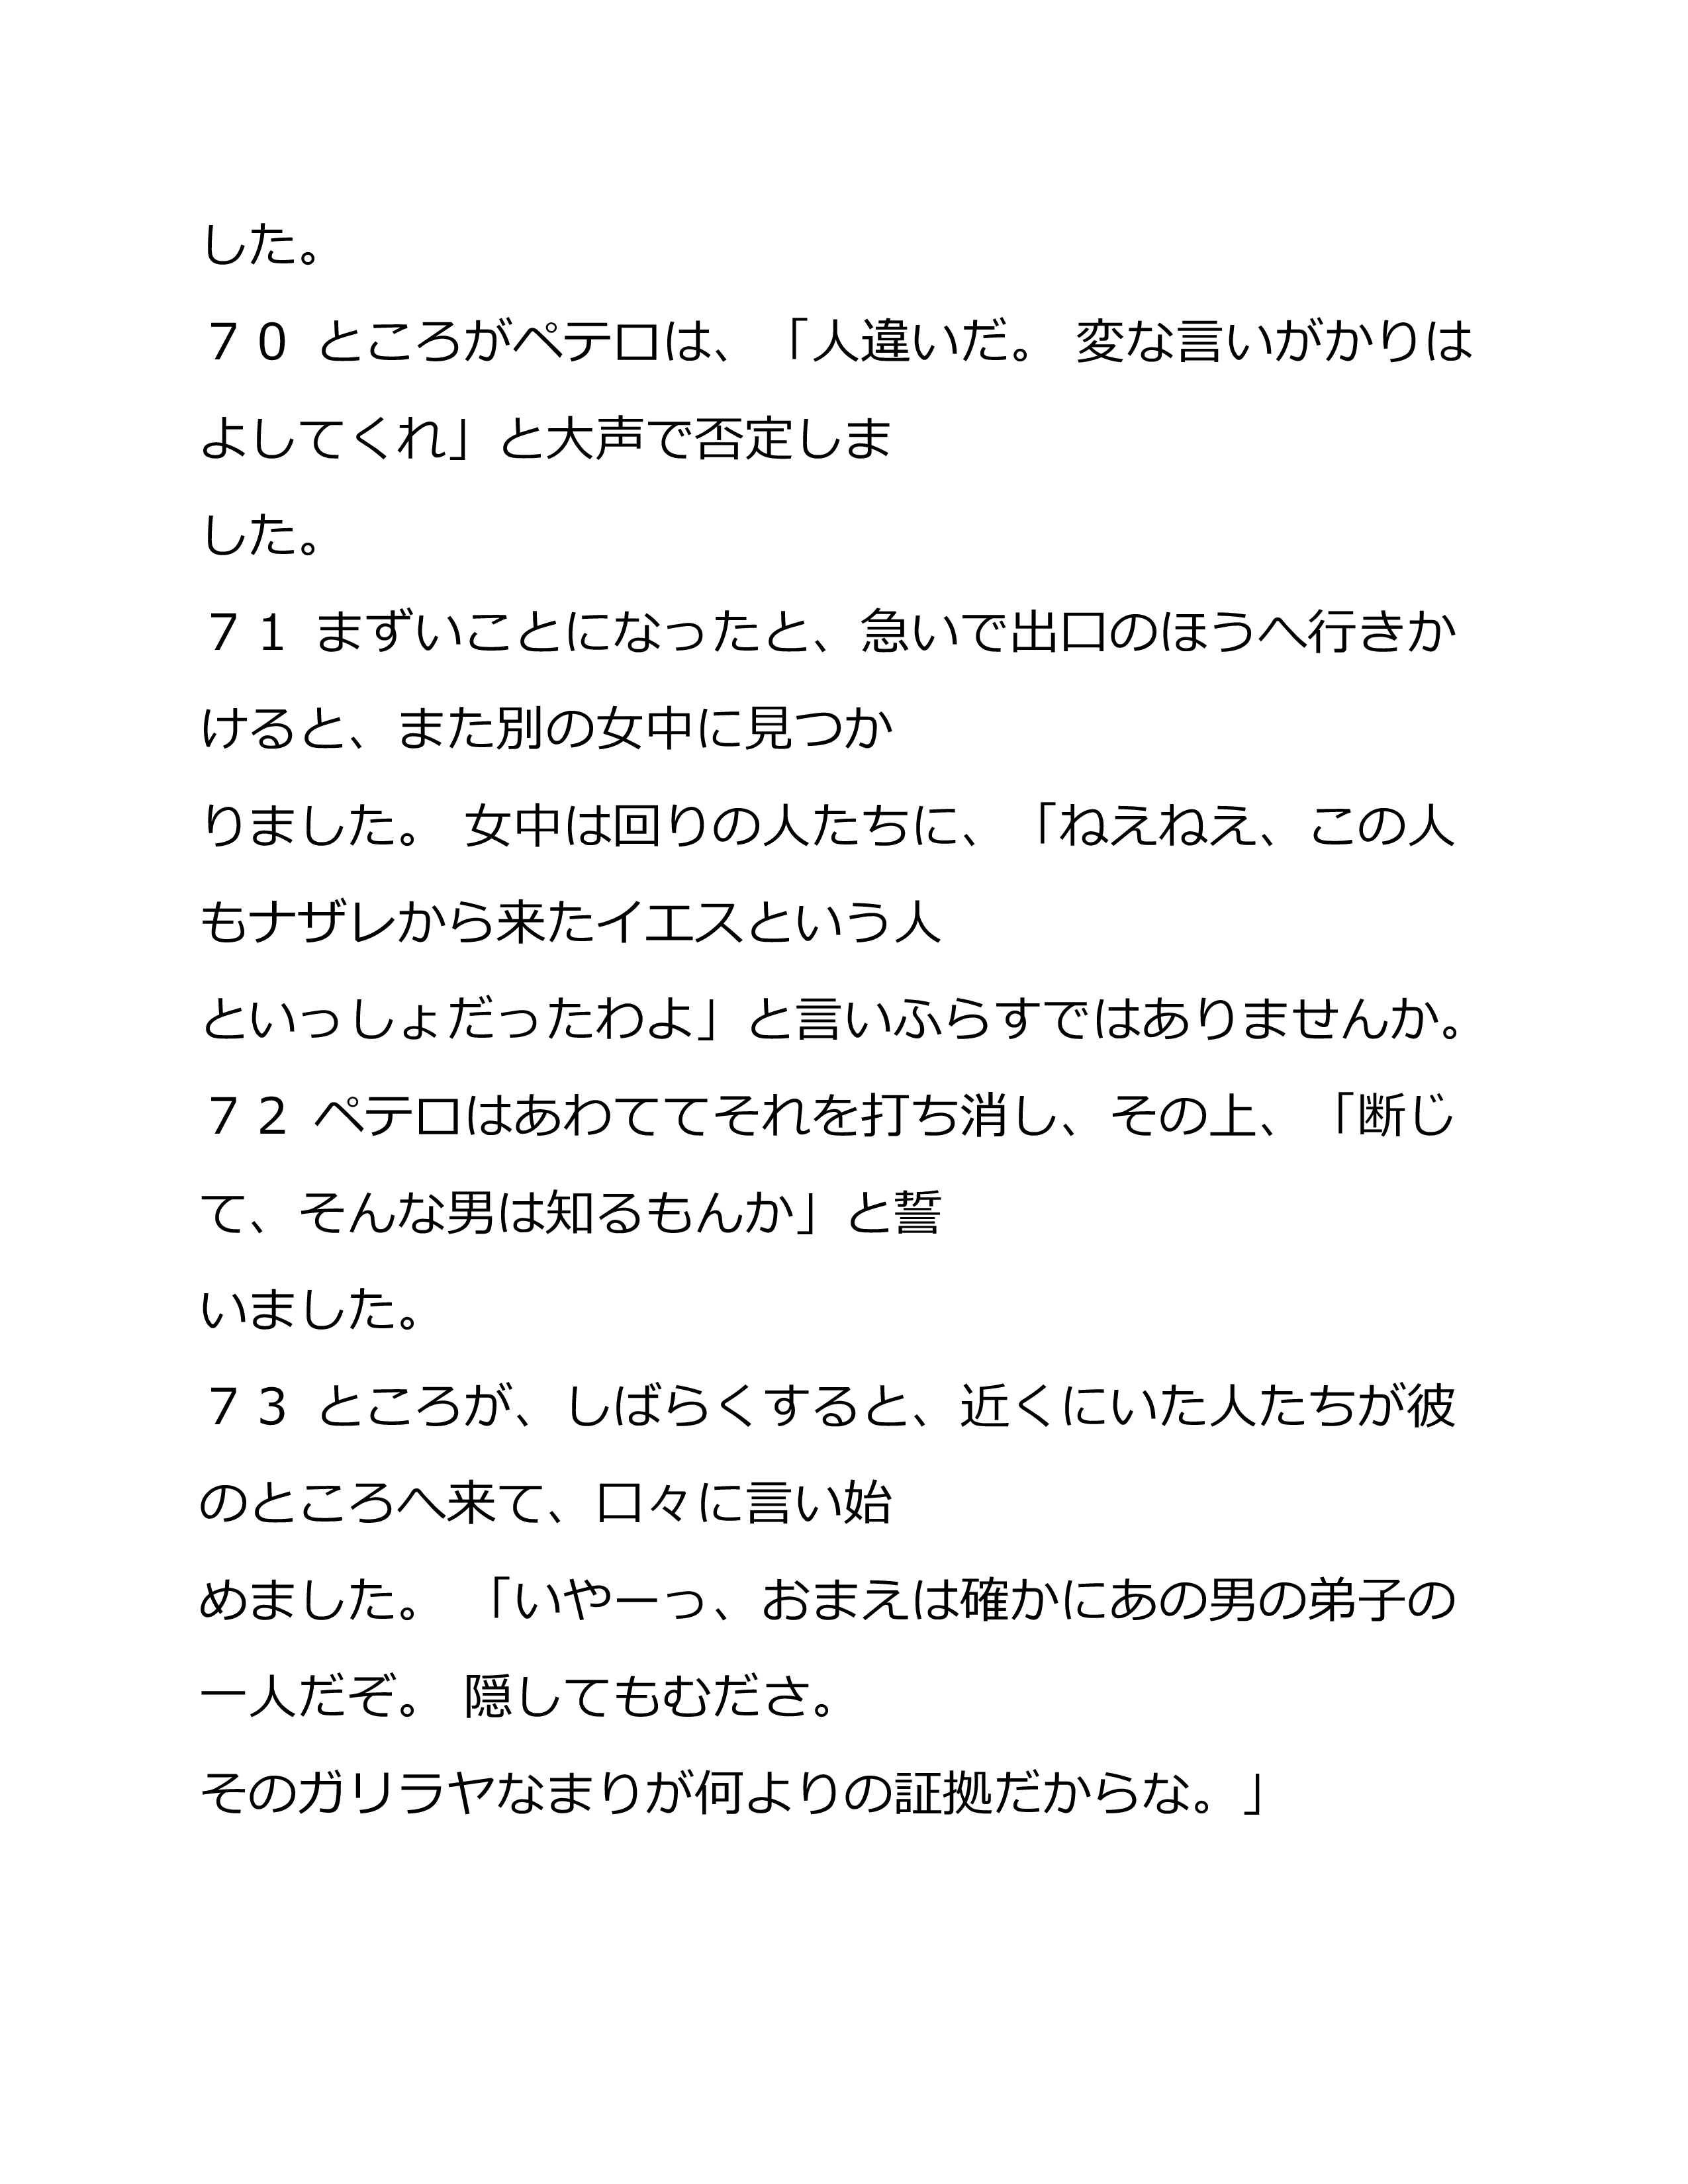 した。
７０ ところがペテロは、「人違いだ。 変な言いがかりは
よしてくれ」と大声で否定しま
した。
７１ まずいことになったと、急いで出口のほうへ行きか
けると、また別の女中に見つか
りました。 女中は回りの人たちに、「ねえねえ、この人
もナザレから来たイエスという人
といっしょだったわよ」と言いふらすではありませんか。
７２ ペテロはあわててそれを打ち消し、その上、「断じ
て、そんな男は知るもんか」と誓
いました。
７３ ところが、しばらくすると、近くにいた人たちが彼
のところへ来て、口々に言い始
めました。 「いやーっ、おまえは確かにあの男の弟子の
一人だぞ。 隠してもむださ。
そのガリラヤなまりが何よりの証拠だからな。」